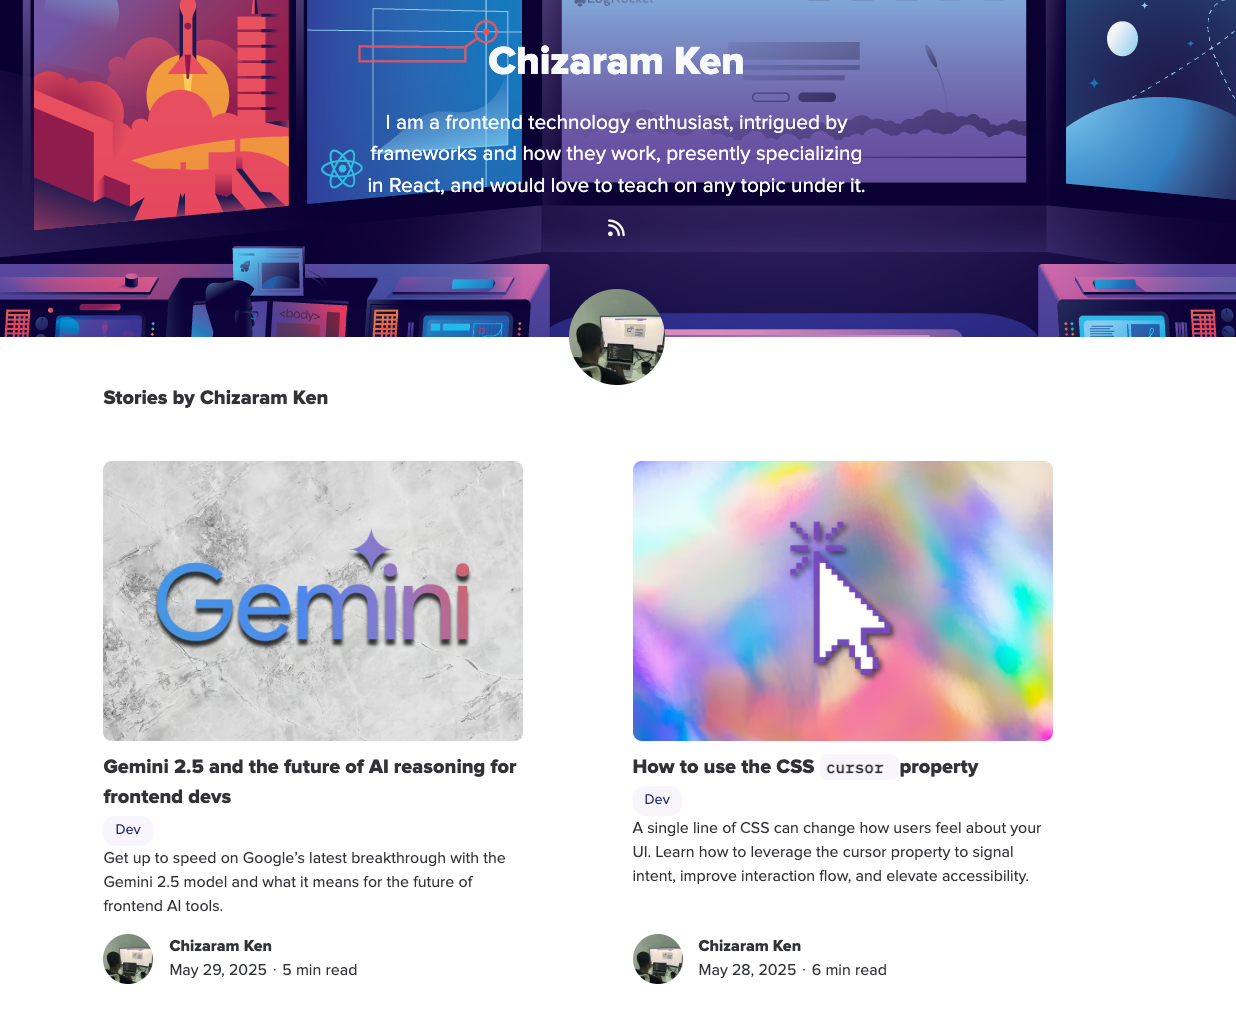 LogRocket
Chizaram Ken
I am a frontend technology enthusiast, intrigued by
frameworks and how they work, presently specializing
in React, and would love to teach on any topic under it.
<body>
Stories by Chizaram Ken
Gemini
Gemini 2.5 and the future of AI reasoning for
frontend devs
Dev
Get up to speed on Google’s latest breakthrough with the
Gemini 2.5 model and what it means for the future of
frontend AI tools.
Chizaram Ken
May 29, 2025 · 5 min read
How to use the CSS cursor property
Dev
A single line of CSS can change how users feel about your
UI. Learn how to leverage the cursor property to signal
intent, improve interaction flow, and elevate accessibility.
Chizaram Ken
May 28, 2025 · 6 min read